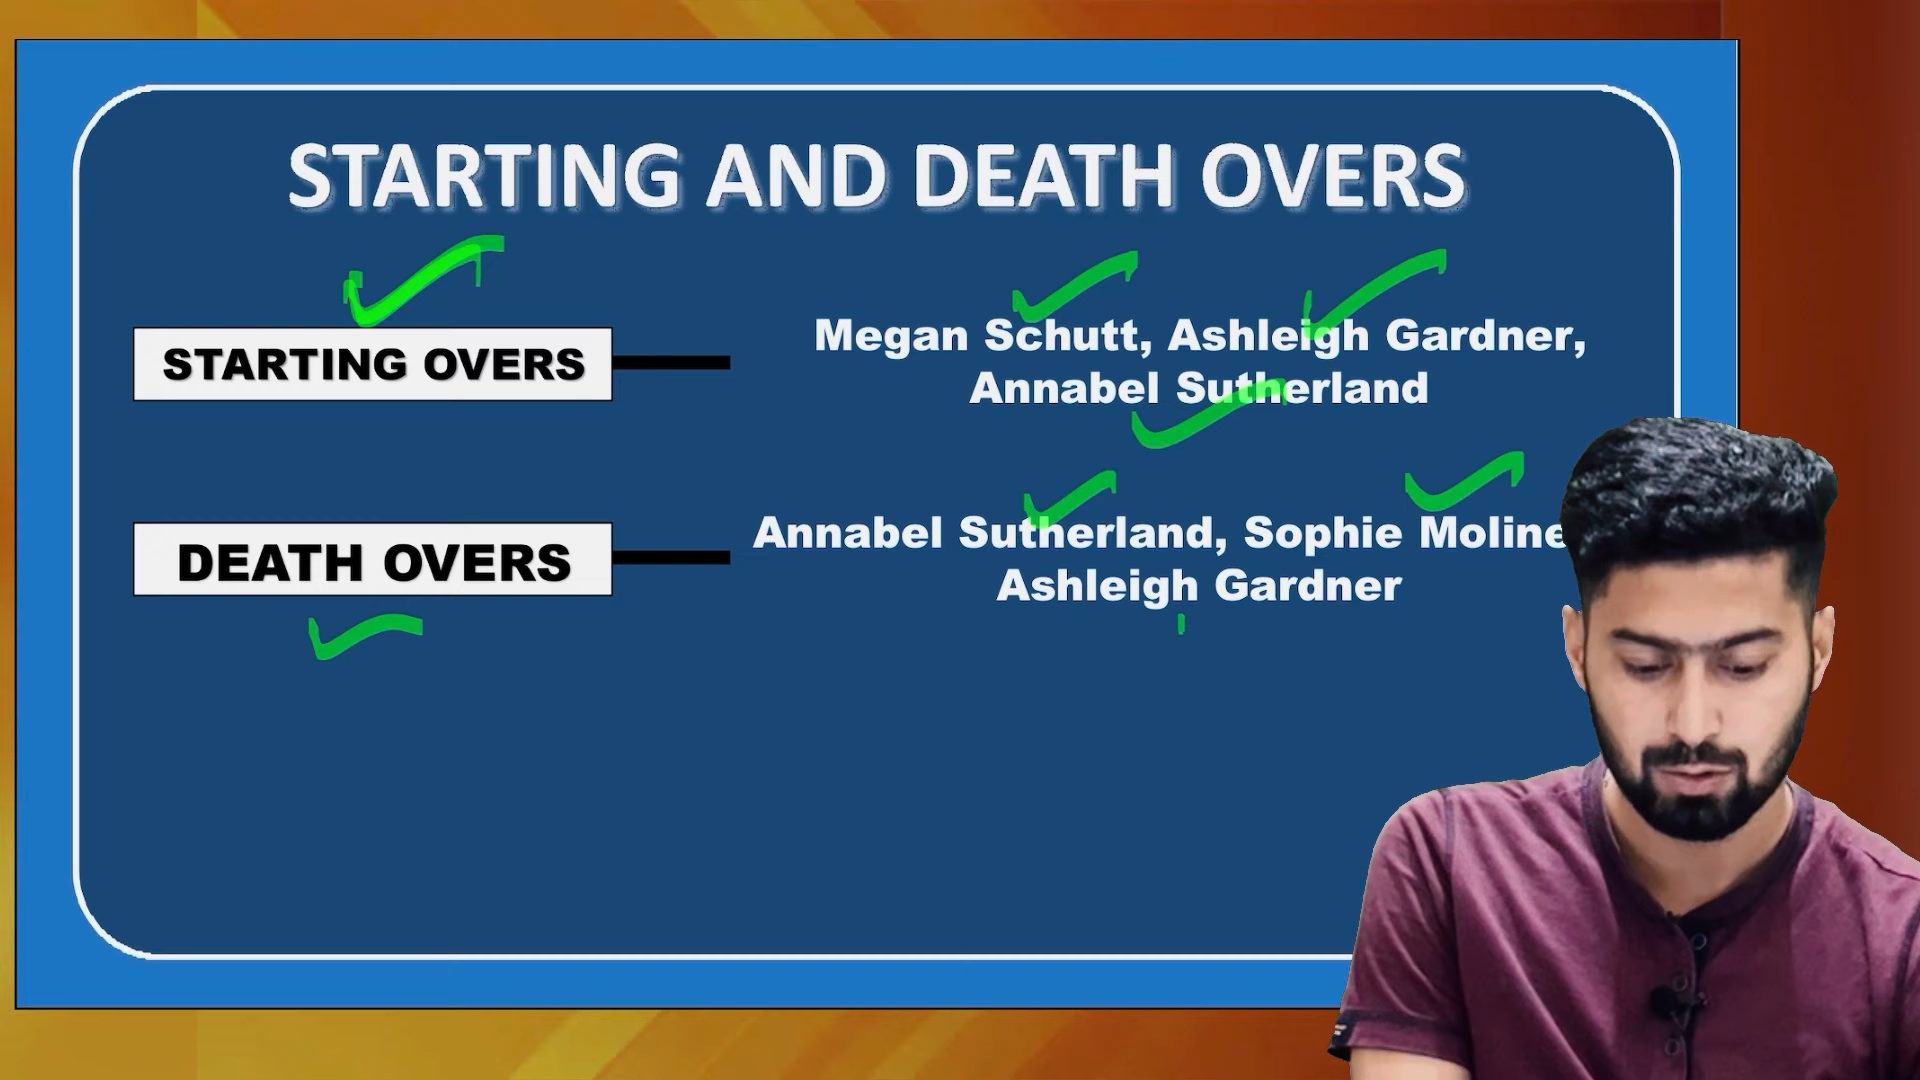 STARTING AND DEATH OVERS
STARTING OVERS
Megan Schutt, Ashleigh Gardner,
Annabel Sutherland
DEATH OVERS
Annabel Sutherland, Sophie
Ashleigh Gardner